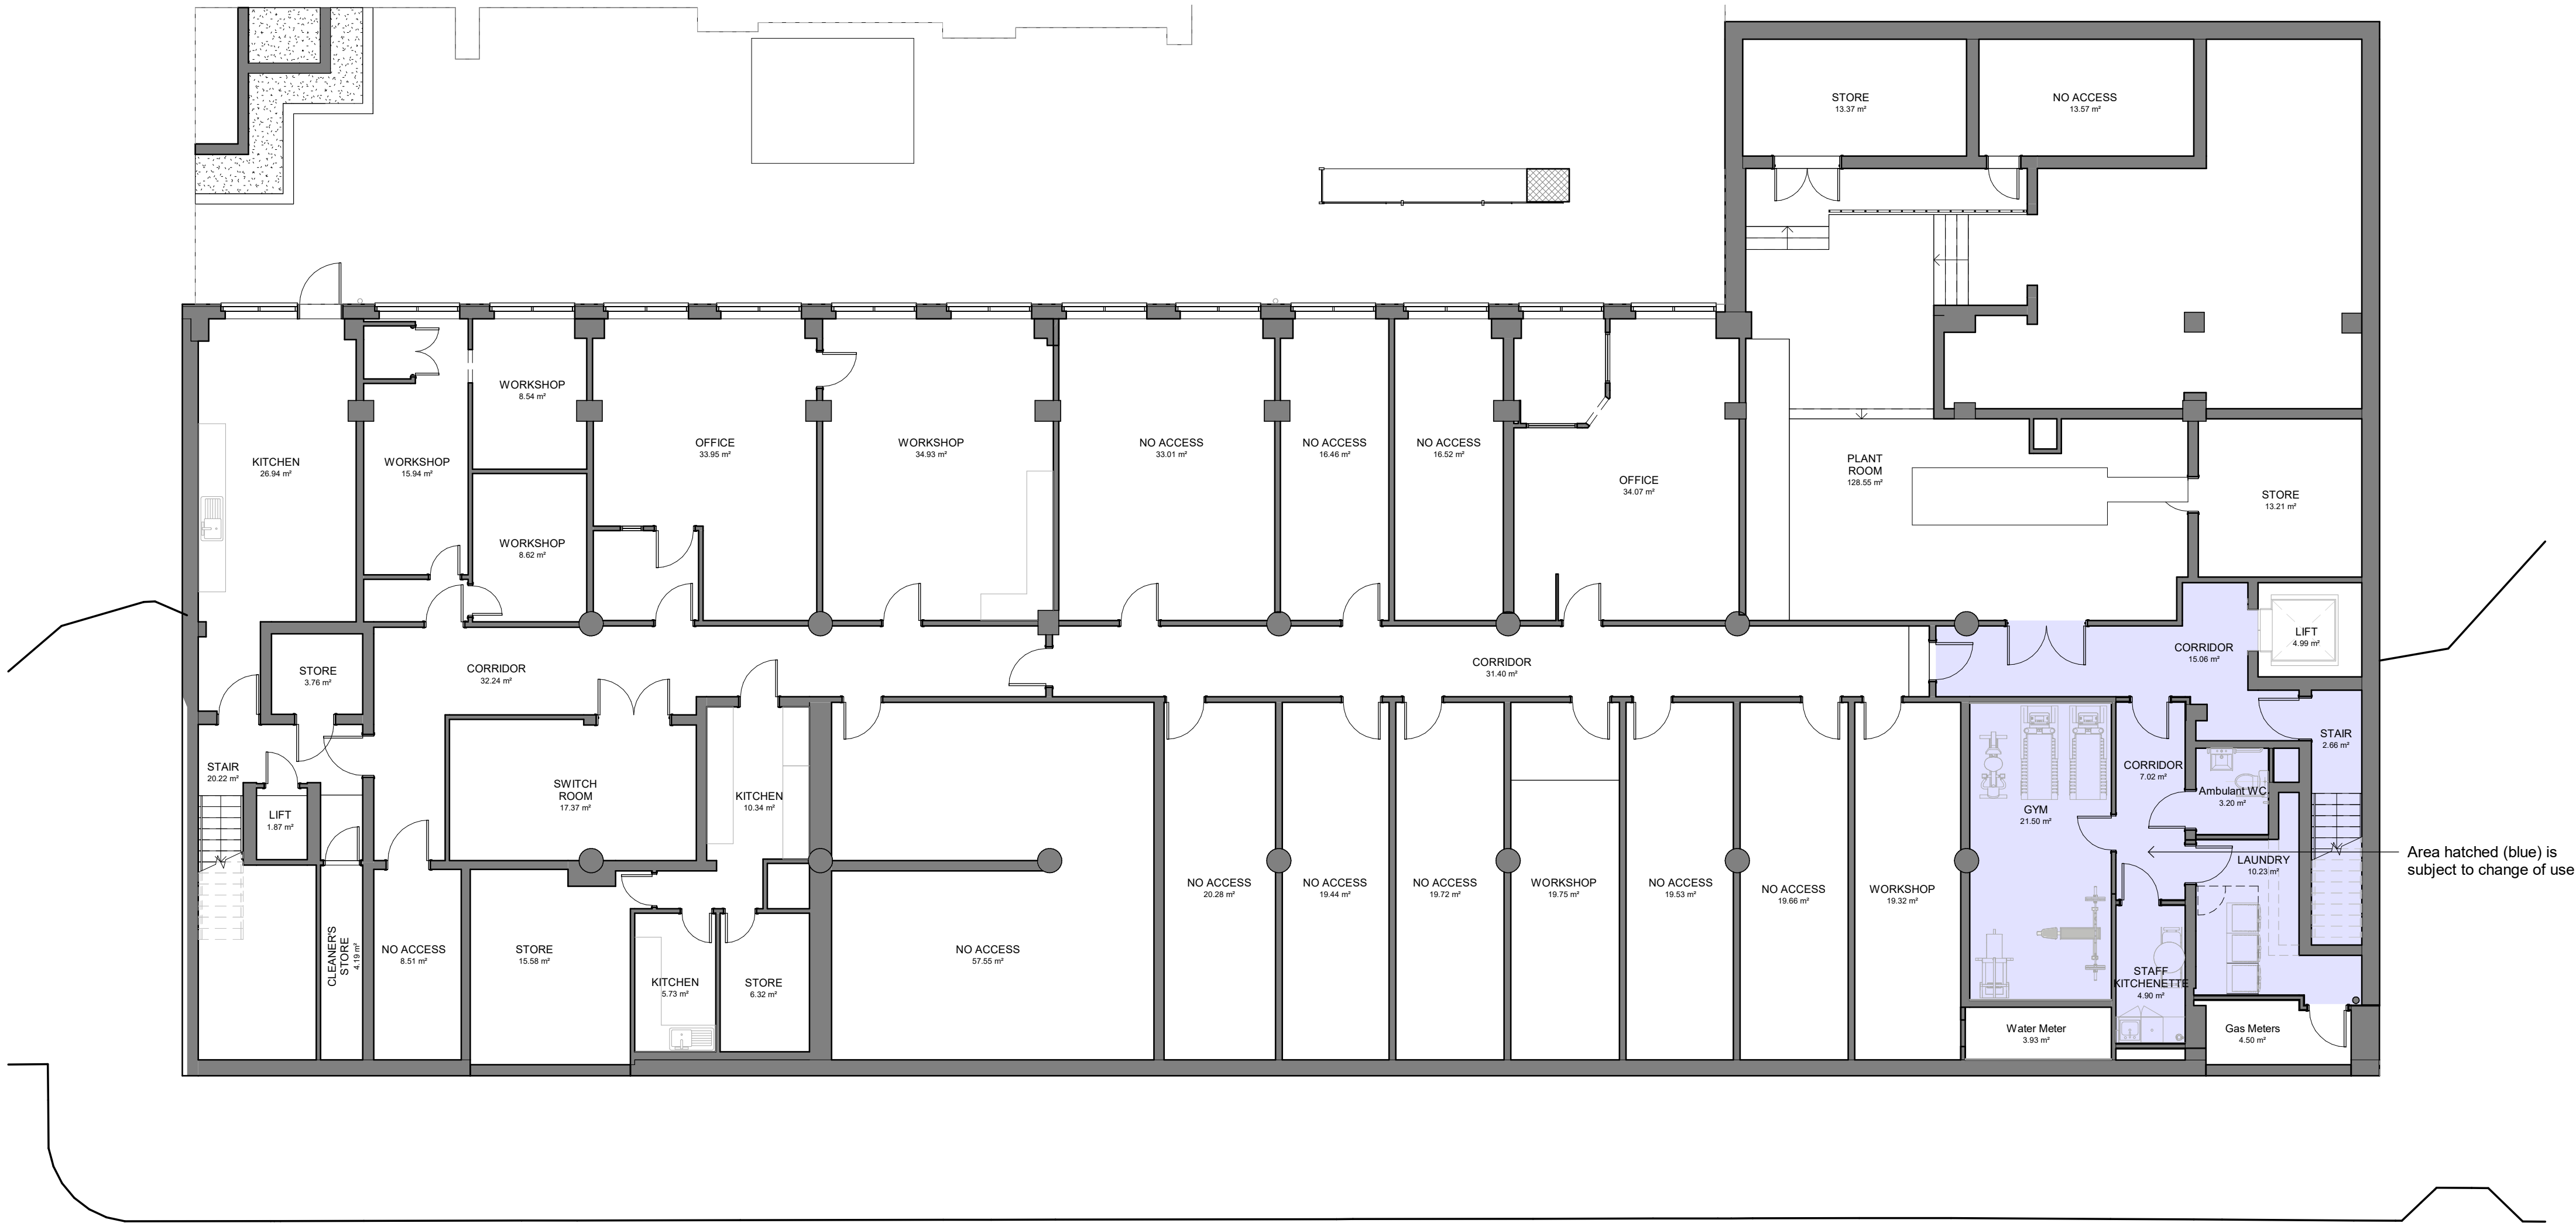 STORE
13.37 m²
NO ACCESS
13.57 m²
WORKSHOP
8.54 m²
KITCHEN
26.94 m²
WORKSHOP
15.94 m²
OFFICE
33.95 m²
WORKSHOP
34.93 m²
NO ACCESS
33.01 m²
NO ACCESS
16.46 m²
NO ACCESS
16.52 m²
OFFICE
34.07 m²
PLANT
ROOM
128.55 m²
STORE
13.21 m²
WORKSHOP
8.62 m²
STORE
3.76 m²
CORRIDOR
32.24 m²
CORRIDOR
31.40 m²
CORRIDOR
15.06 m²
LIFT
4.99 m²
STAIR
20.22 m²
LIFT
1.87 m²
SWITCH
ROOM
17.37 m²
KITCHEN
10.34 m²
GYM
21.50 m²
CORRIDOR
7.02 m²
STAIR
2.66 m²
Ambulant WC
3.20 m²
LAUNDRY
10.23 m²
Area hatched (blue) is
subject to change of use
CLEANER'S
STORE
4.19 m²
NO ACCESS
8.51 m²
STORE
15.58 m²
KITCHEN
5.73 m²
STORE
6.32 m²
NO ACCESS
57.55 m²
NO ACCESS
20.28 m²
NO ACCESS
19.44 m²
NO ACCESS
19.72 m²
WORKSHOP
19.75 m²
NO ACCESS
19.53 m²
NO ACCESS
19.66 m²
WORKSHOP
19.32 m²
STAFF
KITCHENETTE
4.90 m²
Water Meter
3.93 m²
Gas Meters
4.50 m²